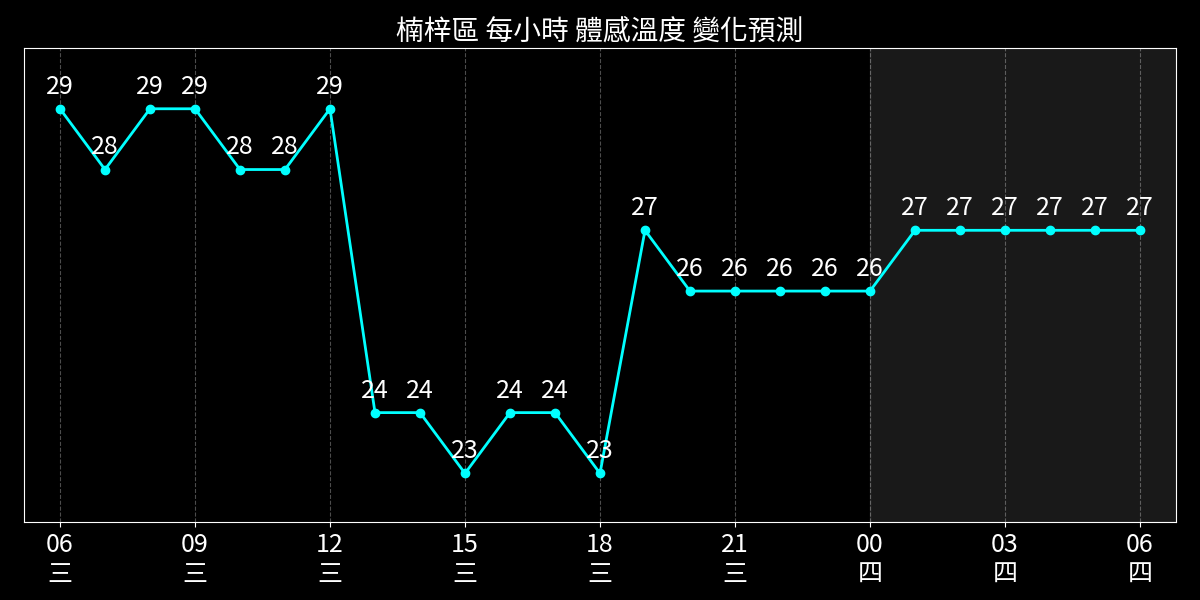 楠梓區 每小時 體感溫度 變化預測
29 28 29 29 28 28 29 24 24 23 24 24 23 27 26 26 26 26 26 27 27 27 27 27 27
06 09 12 15 18 21 00 03 06
三 三 三 三 三 三 四 四 四